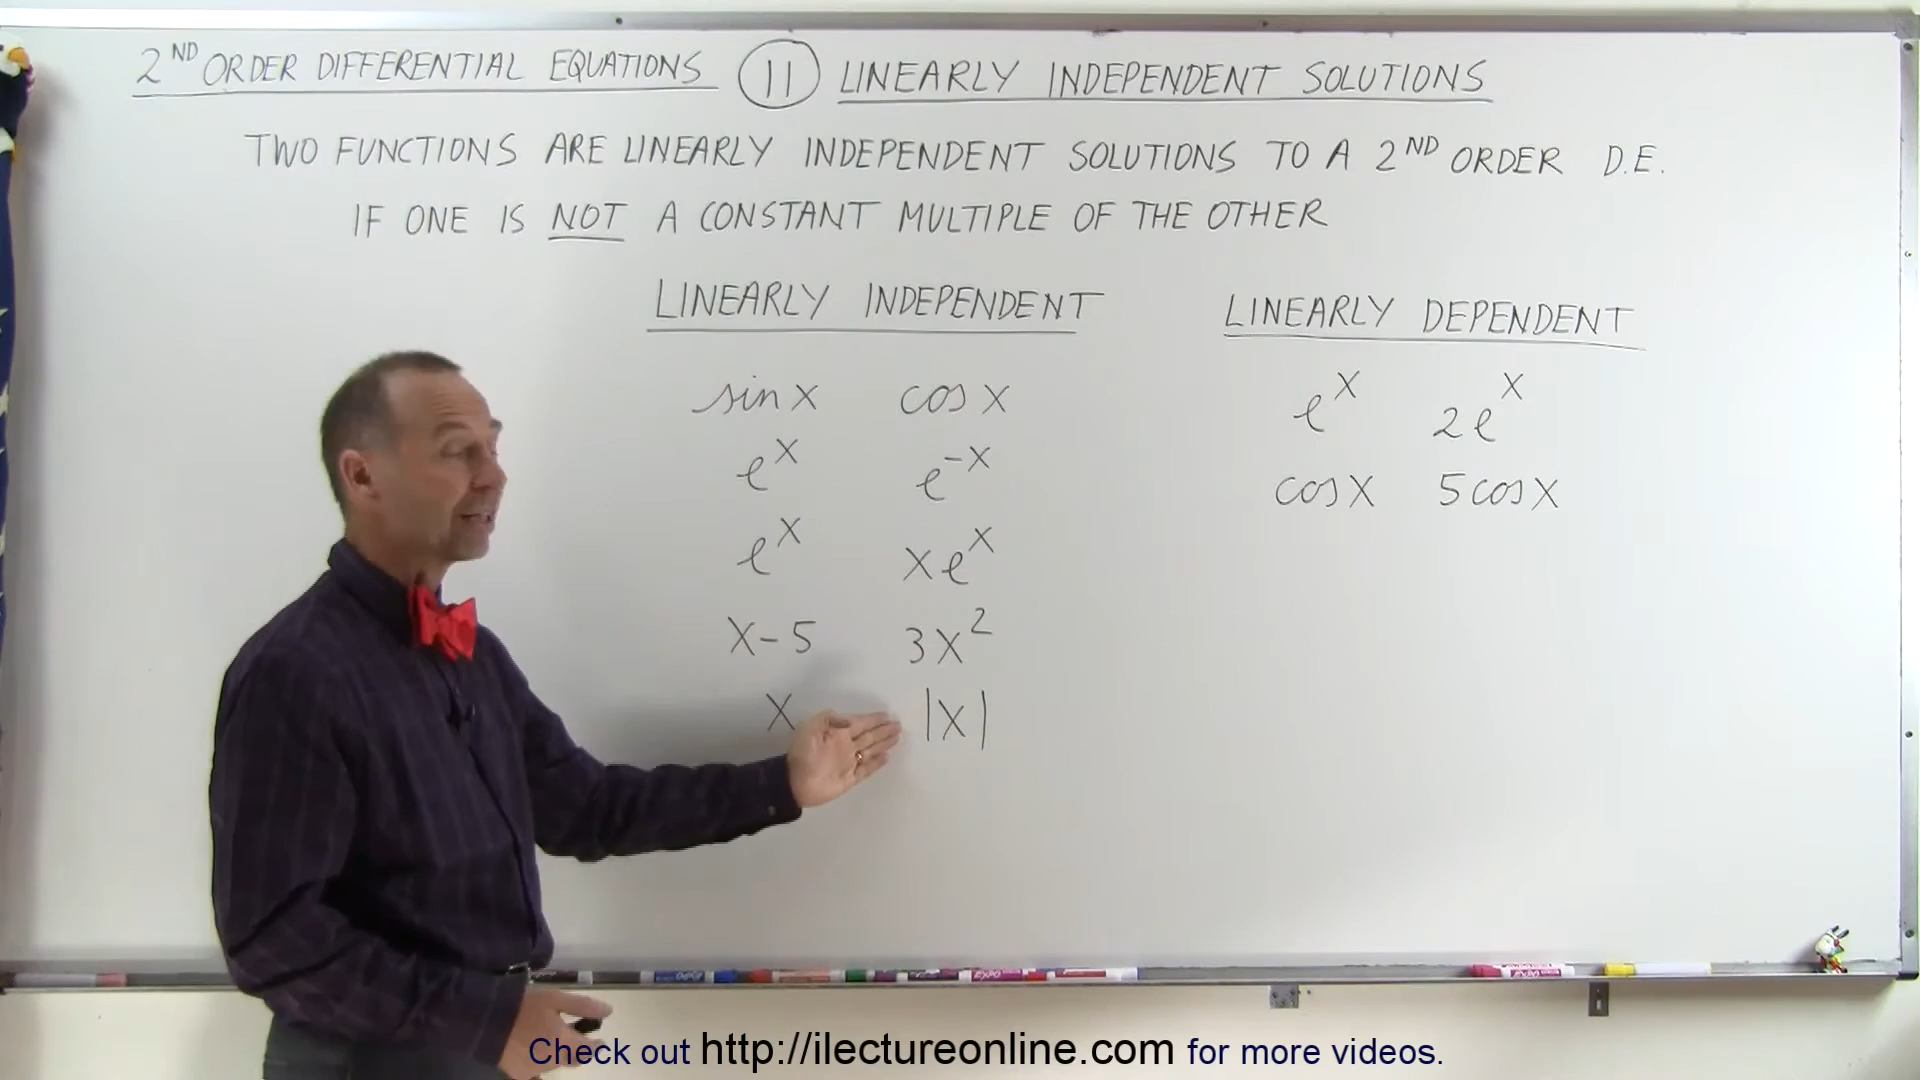 2ND ORDER DIFFERENTIAL EQUATIONS 11 LINEARLY INDEPENDENT SOLUTIONS
TWO FUNCTIONS ARE LINEARLY INDEPENDENT SOLUTIONS TO A 2ND ORDER D.E.
IF ONE IS NOT A CONSTANT MULTIPLE OF THE OTHER
LINEARLY INDEPENDENT
sin x cos x
e^x e^-x
e^x xe^x
x-5 3x^2
x |x|
LINEARLY DEPENDENT
e^x 2e^x
cos x 5 cos x
EXPO
Check out http://ilectureonline.com for more videos.